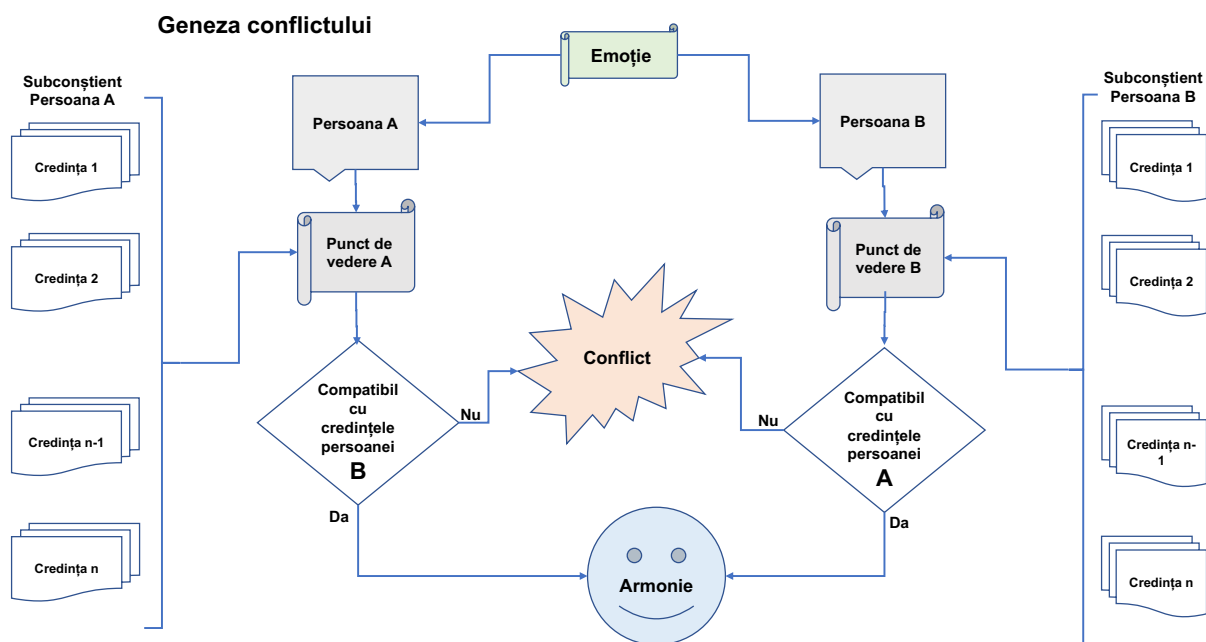 Geneza conflictului
Emoție
Subconștient
Persoana A
Credința 1
Credința 2
Credința n-1
Credința n
Persoana A
Punct de
vedere A
Compatibil
cu
credințele
persoanei
B
Nu
Da
Conflict
Armonie
Persoana B
Punct de
vedere B
Compatibil
cu
credințele
persoanei
A
Nu
Da
Subconștient
Persoana B
Credința 1
Credința 2
Credința n-
1
Credința n